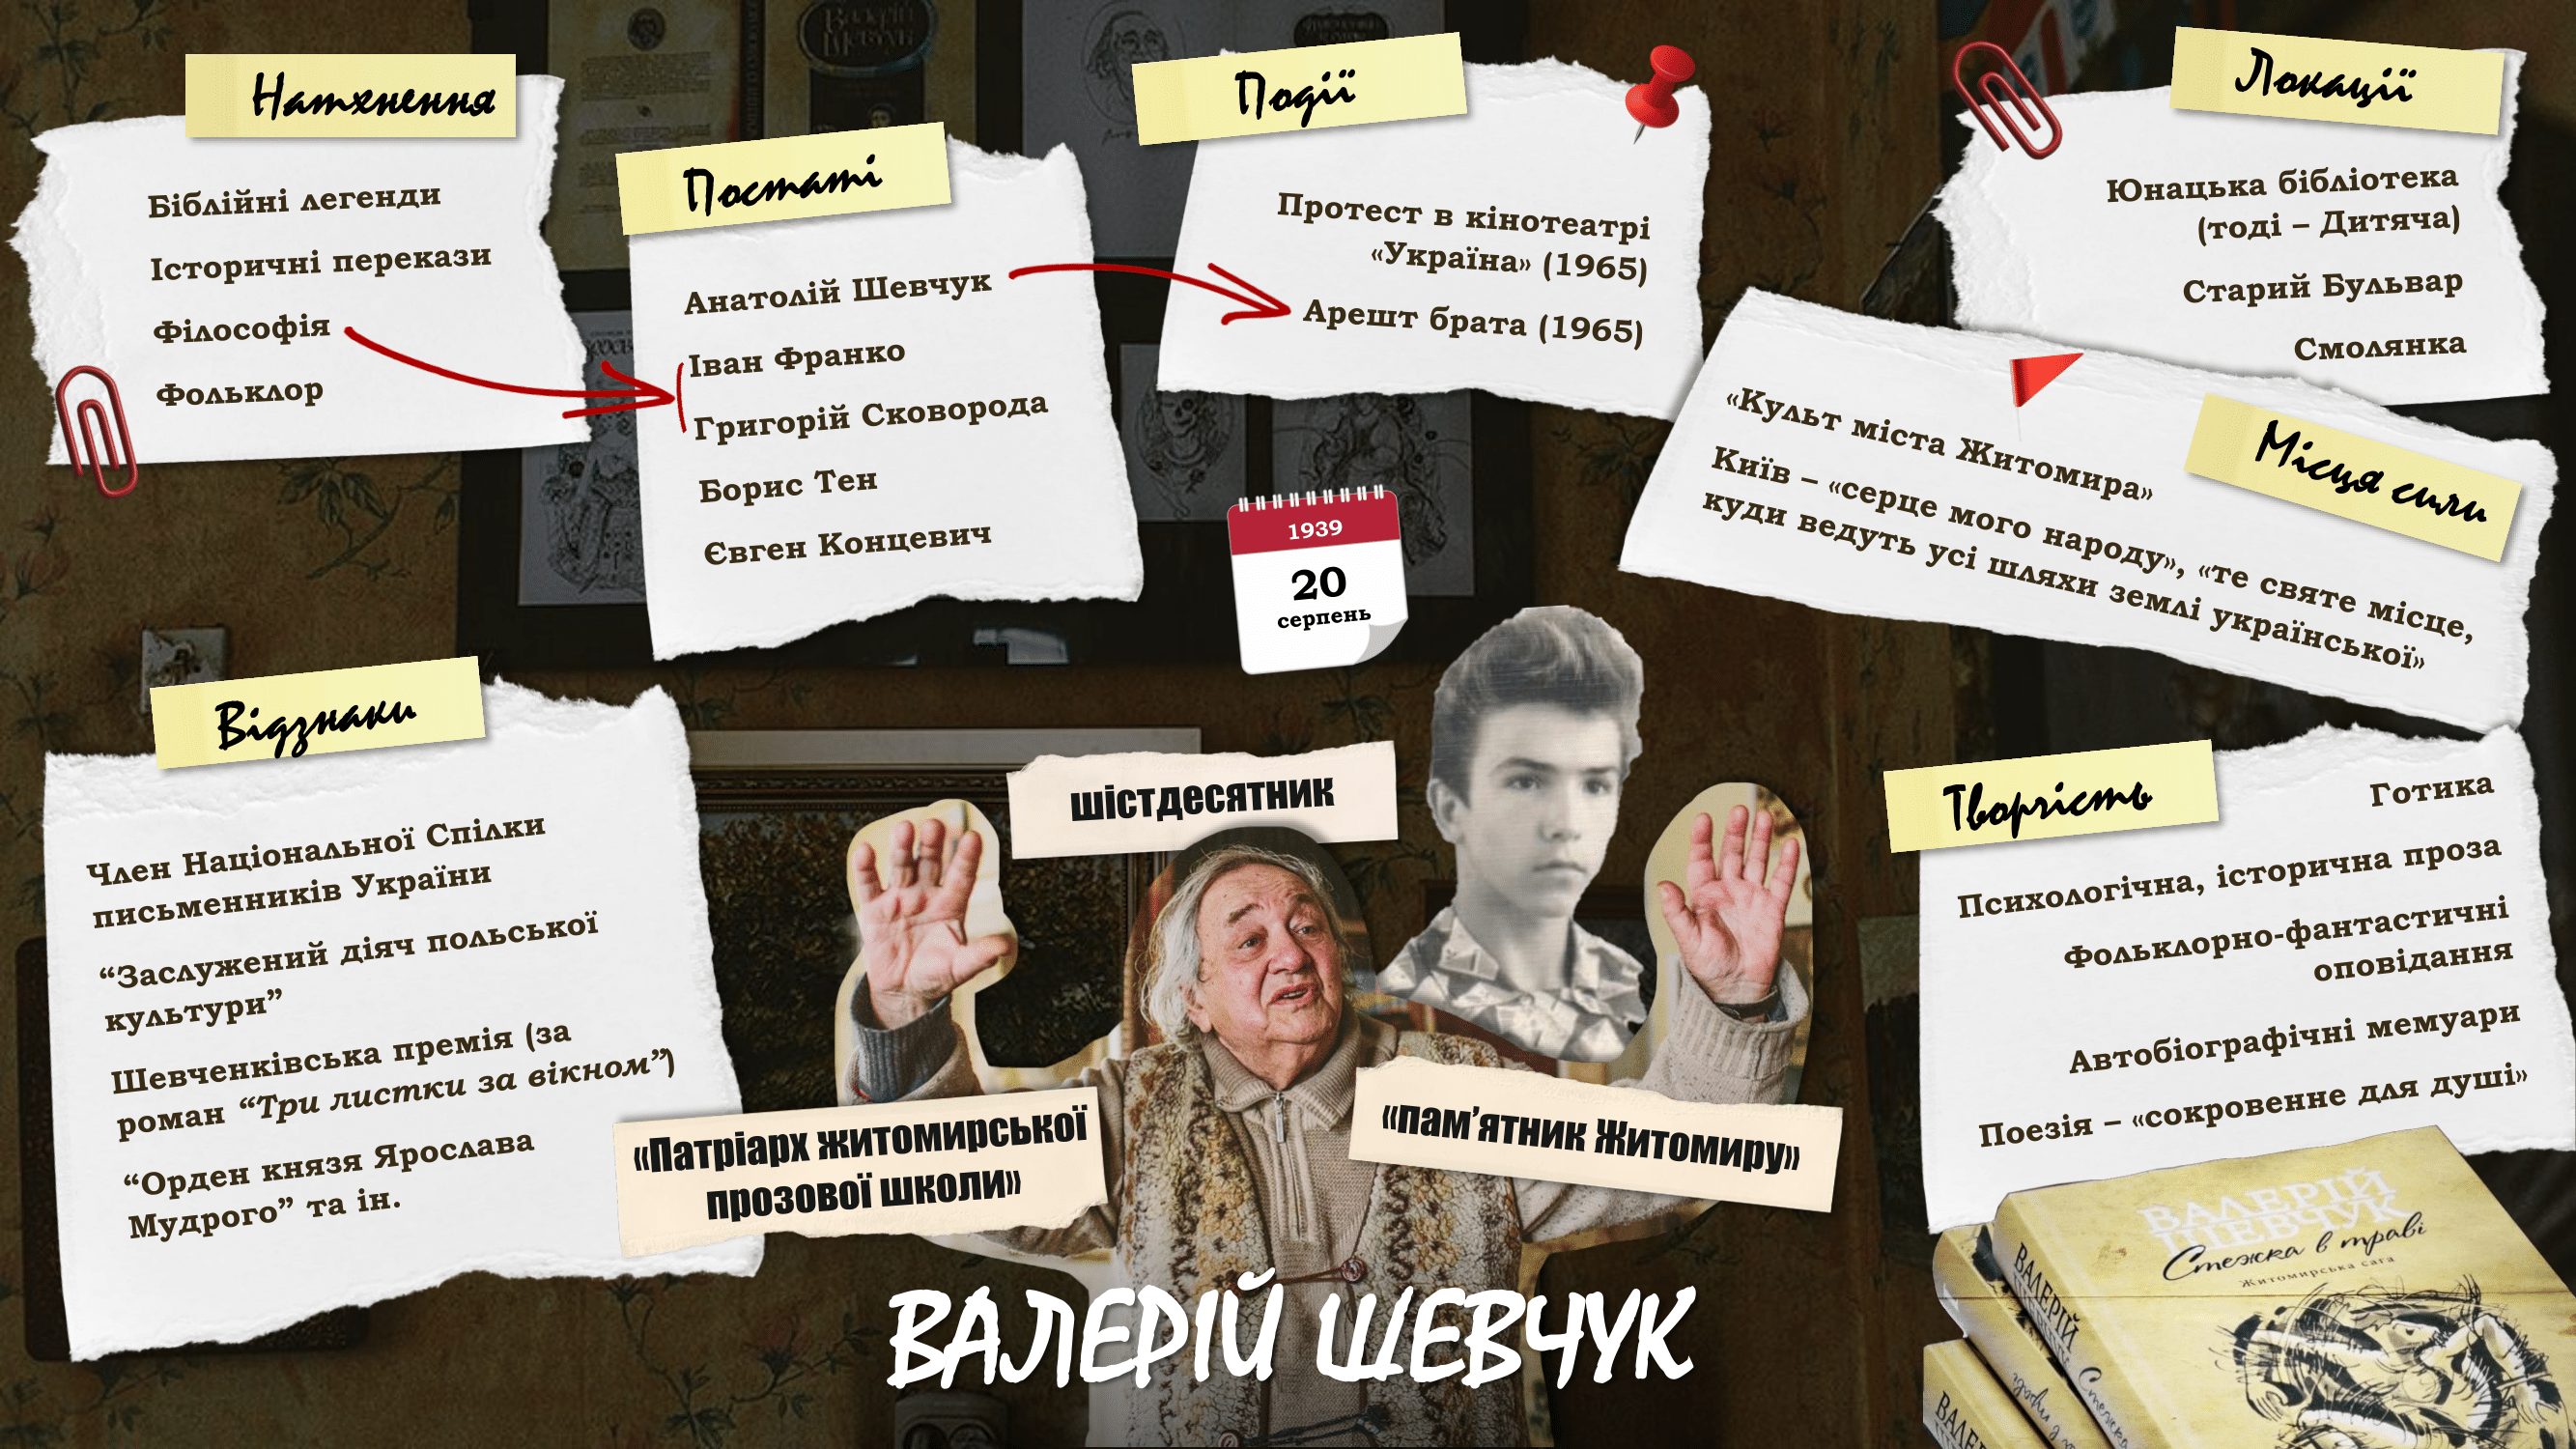 Натхнення
Біблійні легенди
Історичні перекази
Філософія
Фольклор
Постаті
Анатолій Шевчук
Іван Франко
Григорій Сковорода
Борис Тен
Євген Концевич
Події
Протест в кінотеатрі
«Україна» (1965)
Арешт брата (1965)
Локації
Юнацька бібліотека
(тоді – Дитяча)
Старий Бульвар
Смолянка
Місця сили
«Культ міста Житомира»
Київ – «серце мого народу», «те святе місце,
куди ведуть усі шляхи землі української»
1939
20
серпень
Відзнаки
Член Національної Спілки
письменників України
“Заслужений діяч польської
культури”
Шевченківська премія (за
роман “Три листки за вікном”)
“Орден князя Ярослава
Мудрого” та ін.
шістдесятник
«Патріарх житомирської
прозової школи»
«пам’ятник Житомиру»
ВАЛЕРІЙ ШЕВЧУК
Творчість
Готика
Психологічна, історична проза
Фольклорно-фантастичні
оповідання
Автобіографічні мемуари
Поезія – «сокровенне для душі»
ВАЛЕРІЙ
ШЕВЧУК
Стежка в траві
Житомирська сага
ВАЛЕРІЙ
Валерій
Шевчук